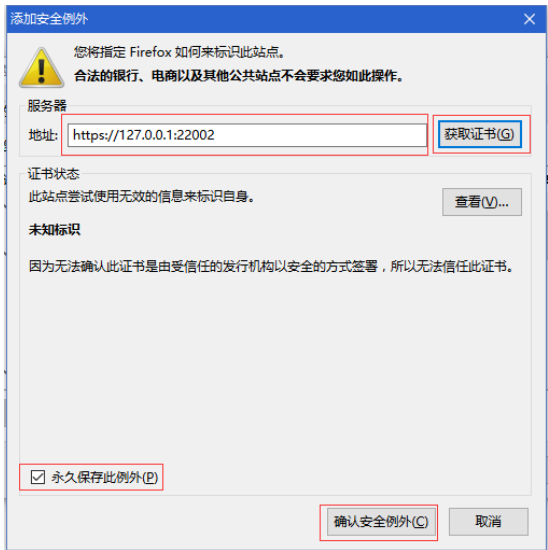 添加安全例外
您将指定 Firefox 如何来标识此站点。
合法的银行、电商以及其他公共站点不会要求您如此操作。
服务器
地址: https://127.0.0.1:22002 获取证书(G)
证书状态
此站点尝试使用无效的信息来标识自身。 查看(V)...
未知标识
因为无法确认此证书是由受信任的发行机构以安全的方式签署，所以无法信任此证书。
永久保存此例外(P)
确认安全例外(C) 取消